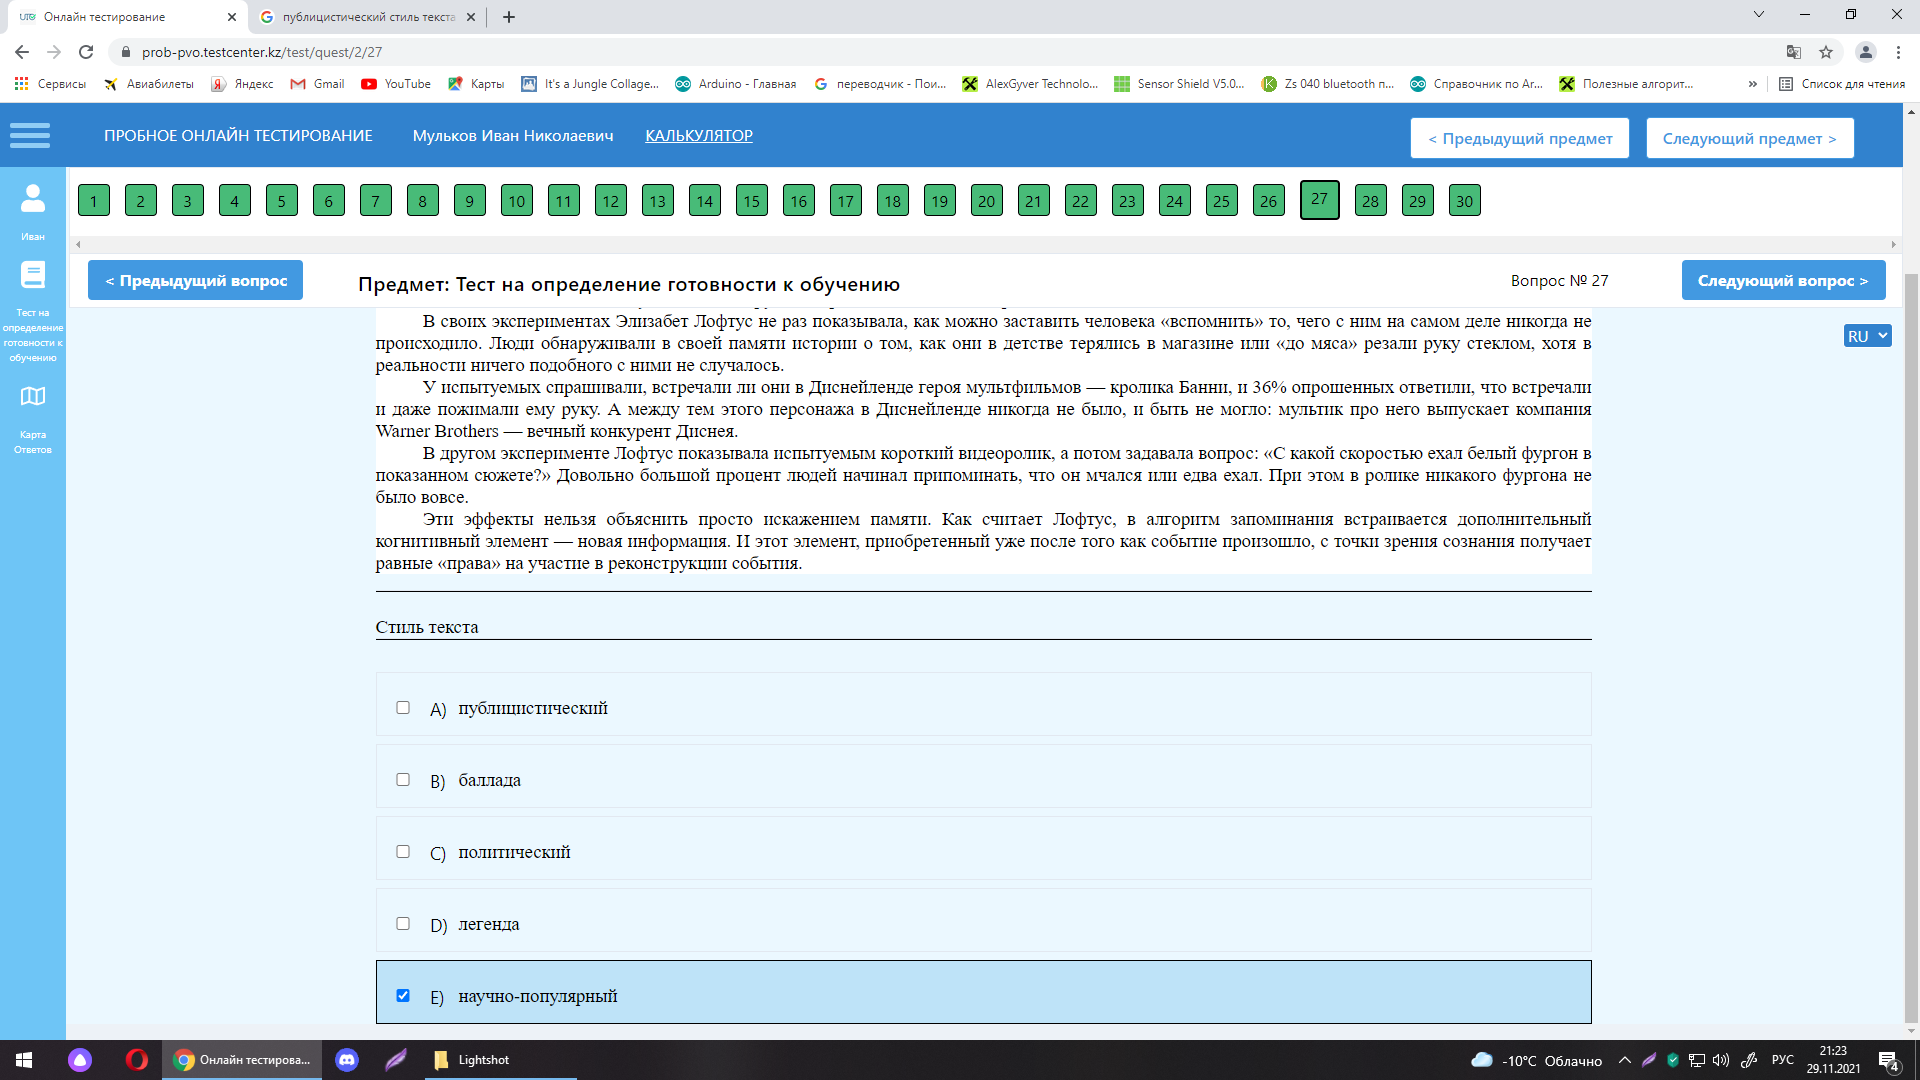 Онлайн тестирование
публицистический стиль текста
prob-pvo.testcenter.kz/test/quest/2/27
Сервисы
Авиабилеты
Яндекс
Gmail
YouTube
Карты
It's a Jungle Collage...
Arduino - Главная
переводчик - Пои...
AlexGyver Technolo...
Sensor Shield V5.0...
Zs 040 bluetooth п...
Справочник по Ar...
Полезные алгорит...
»
Список для чтения
ПРОБНОЕ ОНЛАЙН ТЕСТИРОВАНИЕ
Мульков Иван Николаевич
КАЛЬКУЛЯТОР
< Предыдущий предмет
Следующий предмет >
1 2 3 4 5 6 7 8 9 10 11 12 13 14 15 16 17 18 19 20 21 22 23 24 25 26 27 28 29 30
Иван
Тест на
определение
готовности к
обучению
Карта
Ответов
< Предыдущий вопрос
Предмет: Тест на определение готовности к обучению
Вопрос № 27
Следующий вопрос >
RU
В своих экспериментах Элизабет Лофтус не раз показывала, как можно заставить человека «вспомнить» то, чего с ним на самом деле никогда не
происходило. Люди обнаруживали в своей памяти истории о том, как они в детстве терялись в магазине или «до мяса» резали руку стеклом, хотя в
реальности ничего подобного с ними не случалось.
У испытуемых спрашивали, встречали ли они в Диснейленде героя мультфильмов — кролика Банни, и 36% опрошенных ответили, что встречали
и даже пожимали ему руку. А между тем этого персонажа в Диснейленде никогда не было, и быть не могло: мультик про него выпускает компания
Warner Brothers — вечный конкурент Диснея.
В другом эксперименте Лофтус показывала испытуемым короткий видеоролик, а потом задавала вопрос: «С какой скоростью ехал белый фургон в
показанном сюжете?» Довольно большой процент людей начинал припоминать, что он мчался или едва ехал. При этом в ролике никакого фургона не
было вовсе.
Эти эффекты нельзя объяснить просто искажением памяти. Как считает Лофтус, в алгоритм запоминания встраивается дополнительный
когнитивный элемент — новая информация. И этот элемент, приобретенный уже после того как событие произошло, с точки зрения сознания получает
равные «права» на участие в реконструкции события.
Стиль текста
A) публицистический
B) баллада
C) политический
D) легенда
E) научно-популярный
Онлайн тестирова...
Lightshot
-10°C Облачно
РУС
21:23
29.11.2021
4